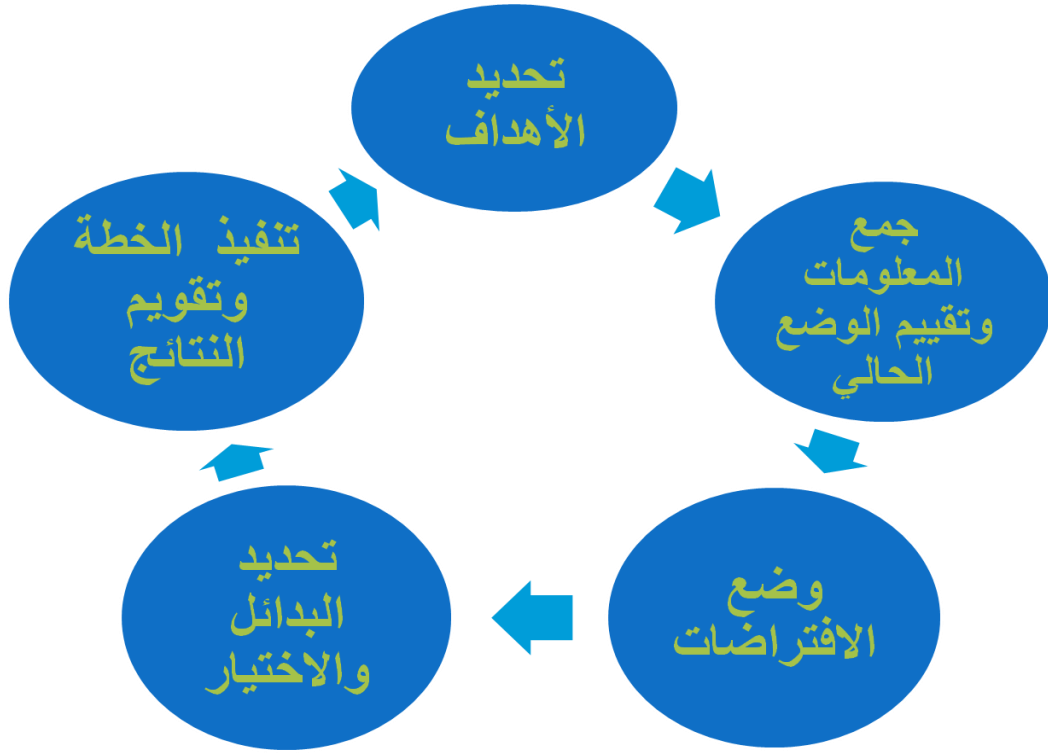 تحديد
الأهداف
جمع
المعلومات
وتقييم الوضع
الحالي
وضع
الافتراضات
تحديد
البدائل
والاختيار
تنفيذ الخطة
وتقويم
النتائج